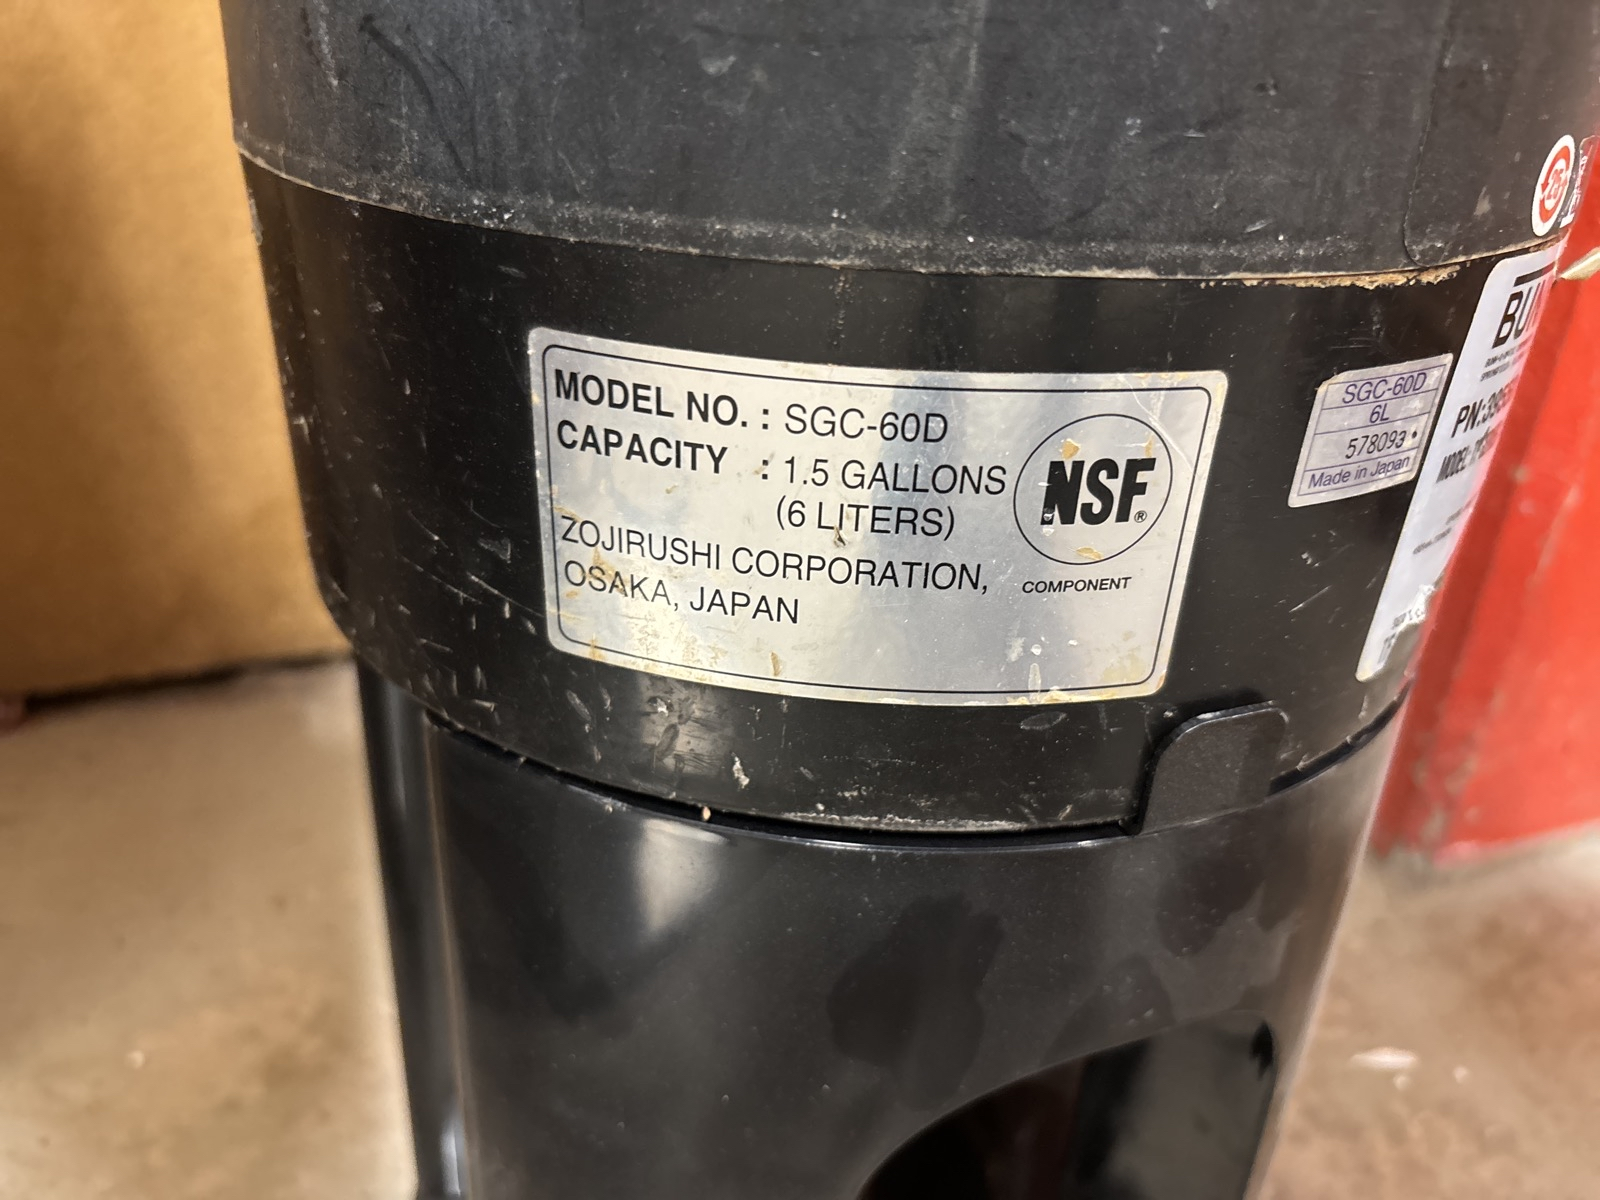 MODEL NO. : SGC-60D
CAPACITY : 1.5 GALLONS
(6 LITERS)
ZOJIRUSHI CORPORATION,
OSAKA, JAPAN
NSF®
COMPONENT
SGC-60D
6L
578093
Made in Japan
PN:
MODEL: